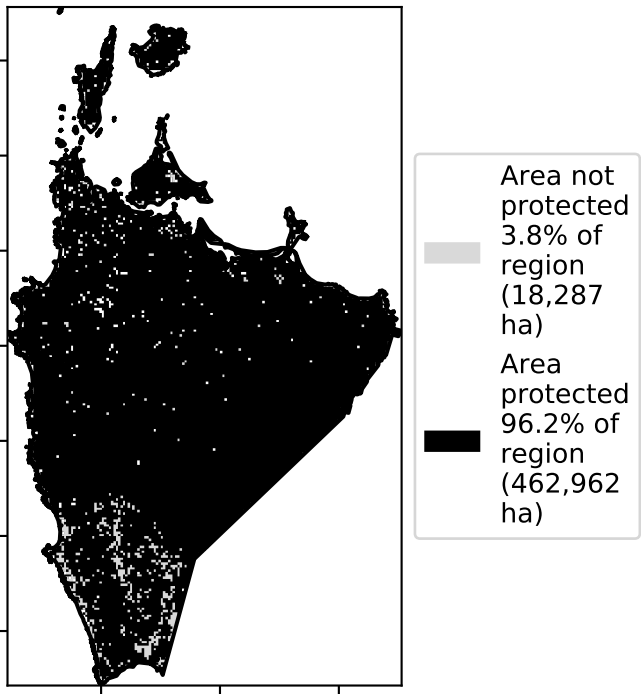 Area not
protected
3.8% of
region
(18,287
ha)
Area
protected
96.2% of
region
(462,962
ha)